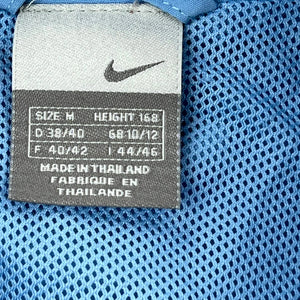 SIZE M HEIGHT 168
D 38/40 GB 10/12
F 40/42 I 44/46
MADE IN THAILAND
FABRIQUE EN
THAILANDE